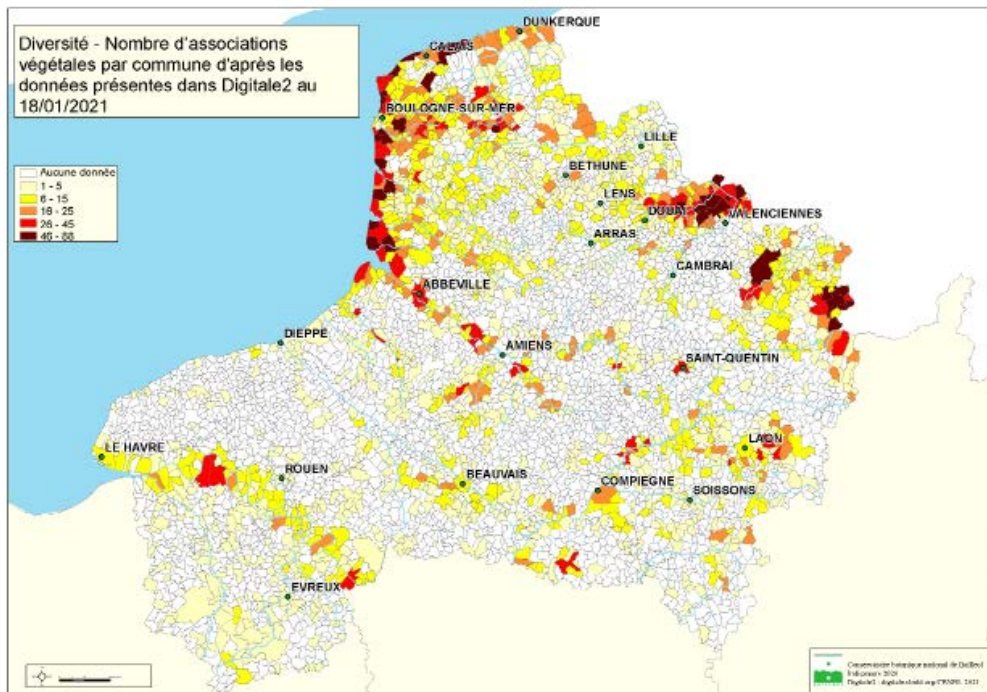 Diversité - Nombre d'associations
végétales par commune d'après les
données présentes dans Digitale2 au
18/01/2021
Aucune donnée
1 - 5
6 - 15
16 - 25
26 - 45
46 - 88
DUNKERQUE
CALAIS
BOULOGNE-SUR-MER
LILLE
BETHUNE
LENS
DOUAI
VALENCIENNES
ARRAS
CAMBRAI
ABBEVILLE
DIEPPE
AMIENS
SAINT-QUENTIN
LE HAVRE
ROUEN
BEAUVAIS
LAON
COMPIEGNE
SOISSONS
EVREUX
Conservatoire botanique national de Bailleul